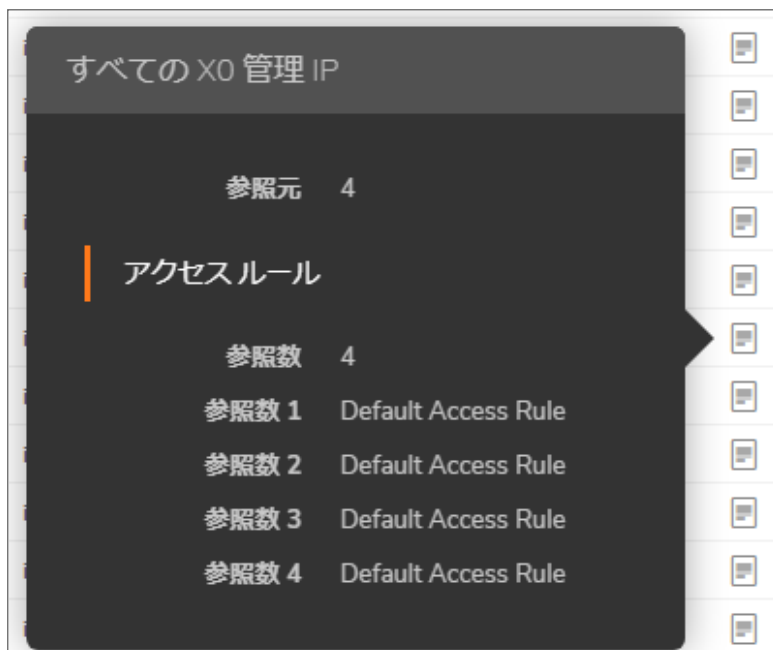 すべての X0 管理 IP
参照元 4
アクセス ルール
参照数 4
参照数 1 Default Access Rule
参照数 2 Default Access Rule
参照数 3 Default Access Rule
参照数 4 Default Access Rule